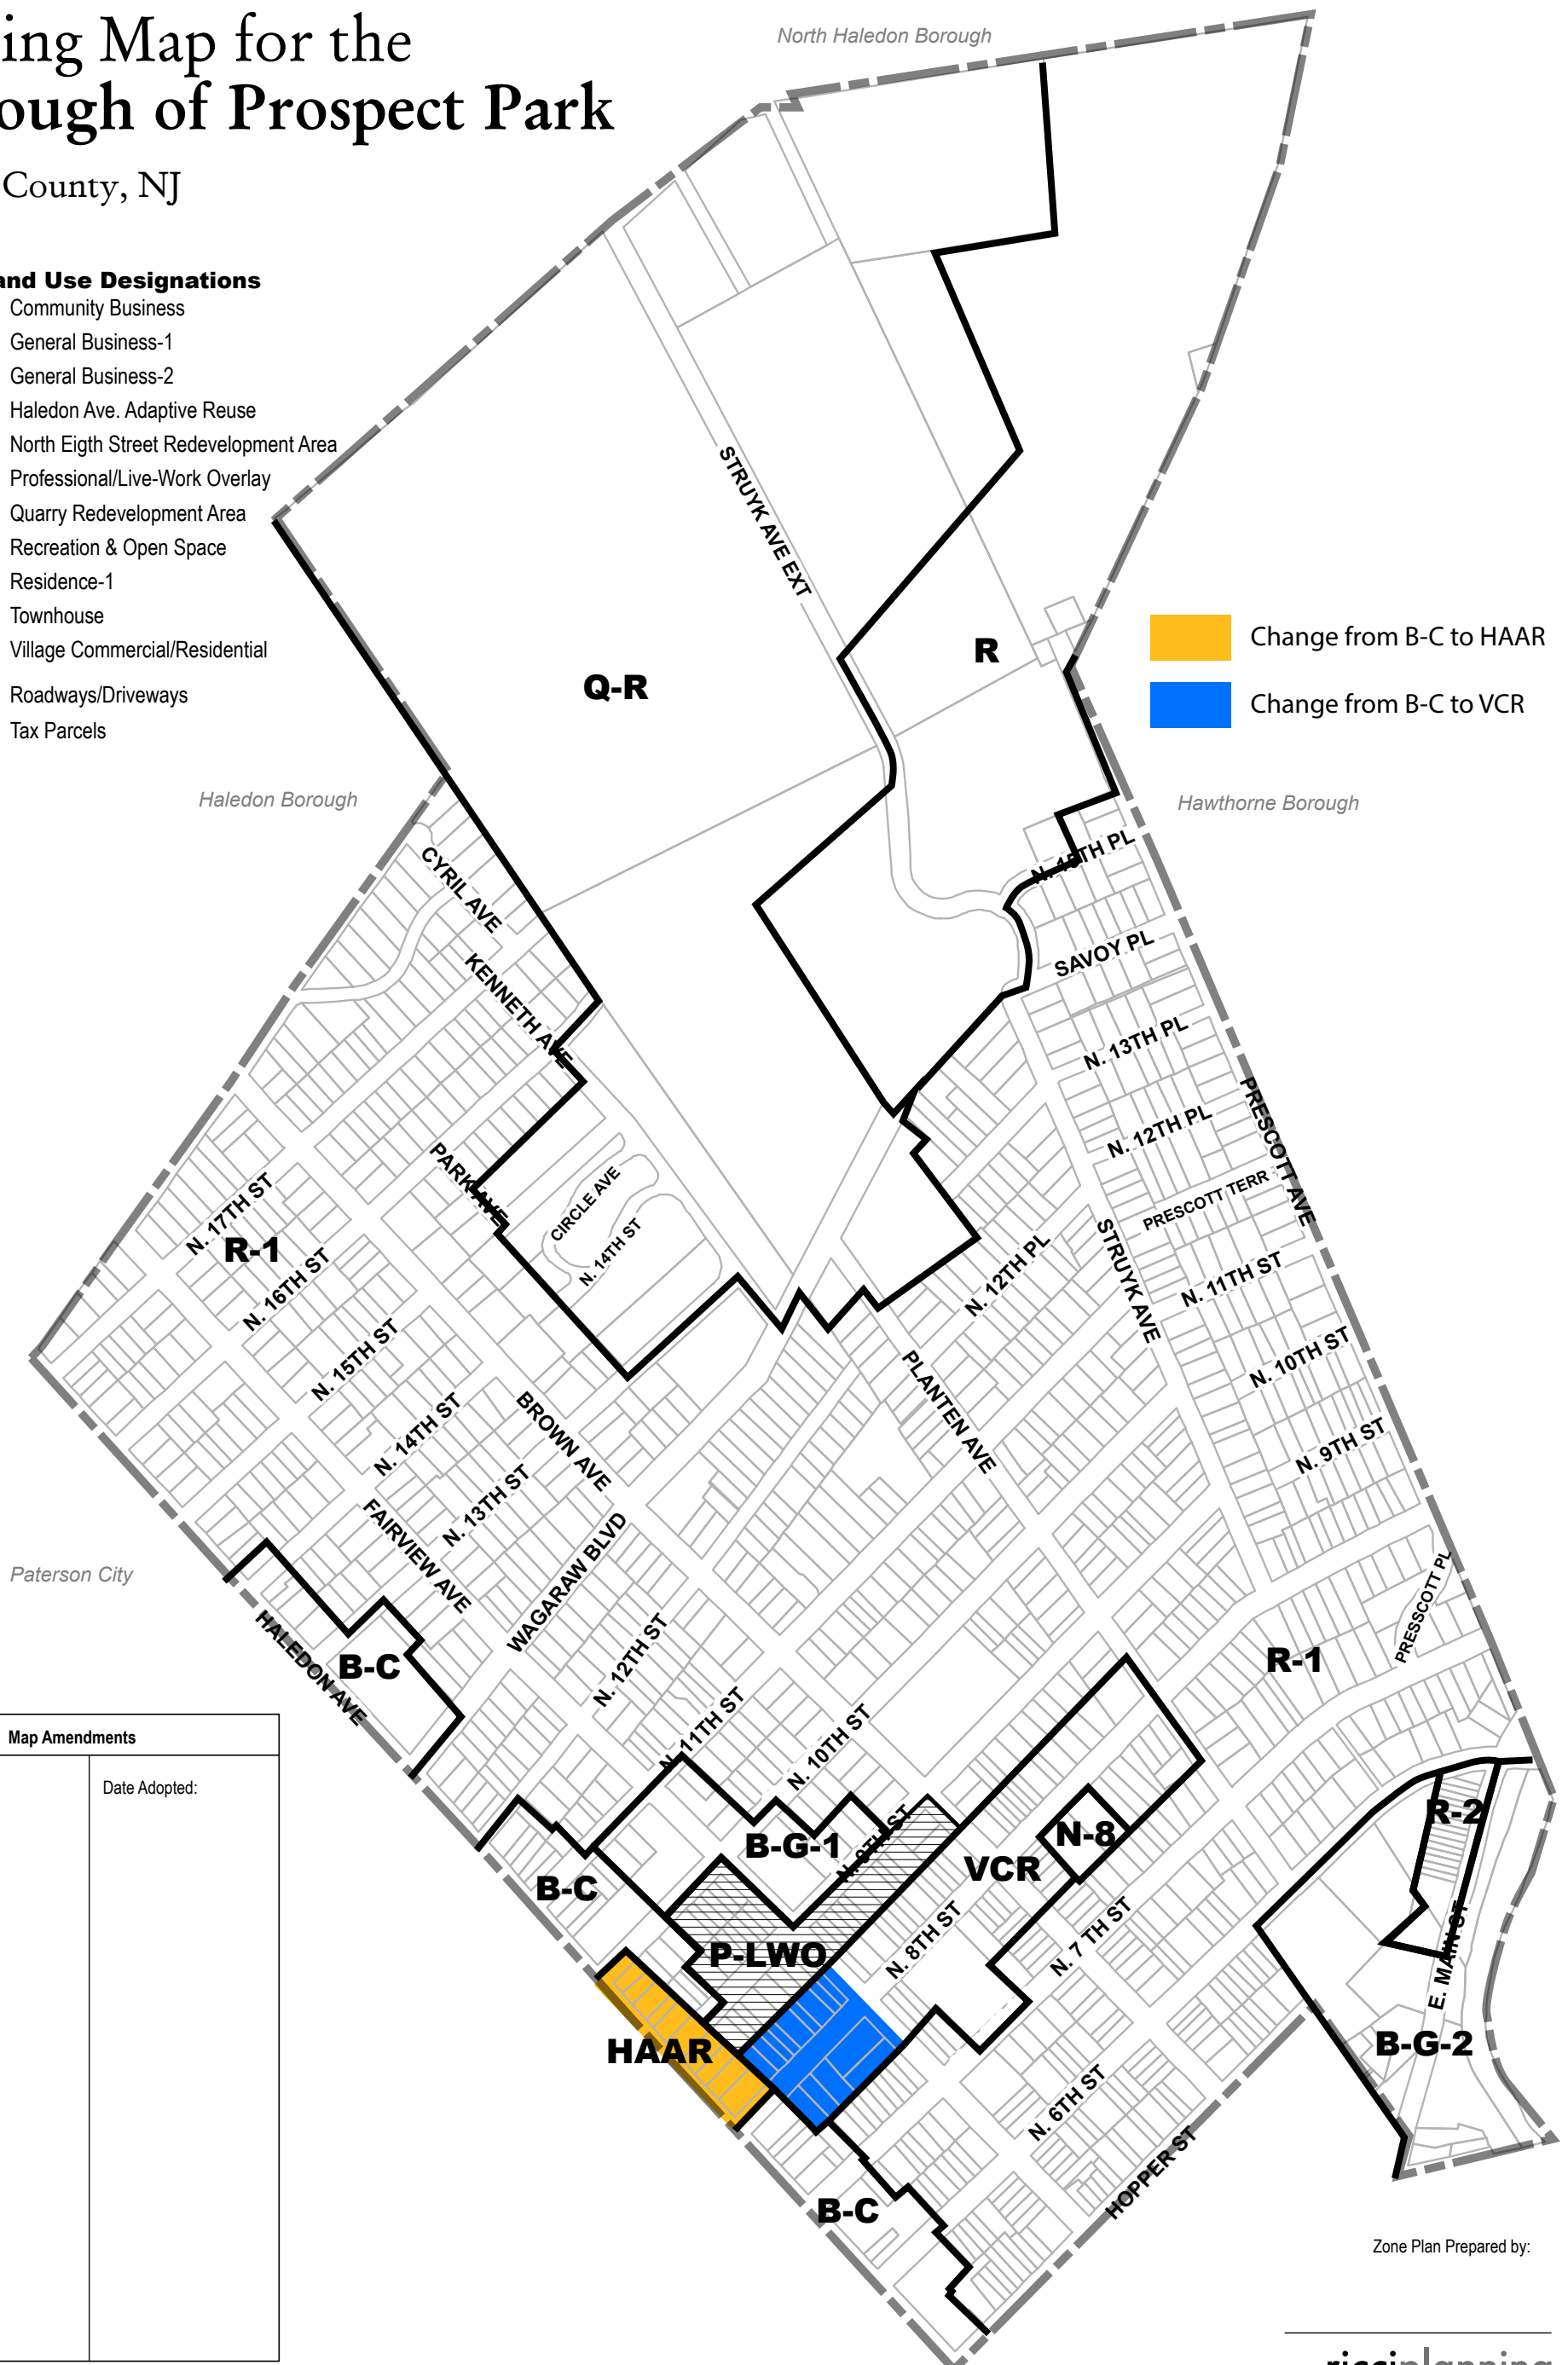 ing Map for the
ough of Prospect Park
County, NJ
North Haledon Borough
and Use Designations
Community Business
General Business-1
General Business-2
Haledon Ave. Adaptive Reuse
North Eigth Street Redevelopment Area
Professional/Live-Work Overlay
Quarry Redevelopment Area
Recreation & Open Space
Residence-1
Townhouse
Village Commercial/Residential
Roadways/Driveways
Tax Parcels
Change from B-C to HAAR
Change from B-C to VCR
STRUYK AVE EXT
R
Q-R
Haledon Borough
Hawthorne Borough
N. 15TH PL
CYRIL AVE
SAVOY PL
KENNETH AVE
N. 13TH PL
N. 12TH PL
PRESCOTT AVE
PRESCOTT TERR
PARK AVE
CIRCLE AVE
N. 14TH ST
N. 17TH ST
R-1
N. 16TH ST
N. 12TH PL
STRUYK AVE
N. 11TH ST
N. 15TH ST
N. 10TH ST
PLANTEN AVE
N. 14TH ST
BROWN AVE
N. 9TH ST
N. 13TH ST
FAIRVIEW AVE
WAGARAW BLVD
Paterson City
PRESSCOTT PL
HALEDON AVE
B-C
N. 12TH ST
R-1
N. 11TH ST
N. 10TH ST
Map Amendments
Date Adopted:
R-2
N-8
B-G-1
N. 9TH ST
VCR
B-C
N. 8TH ST
N. 7 TH ST
P-LWO
E. MAIN ST
HAAR
B-G-2
N. 6TH ST
HOPPER ST
B-C
Zone Plan Prepared by:
ricciplanning